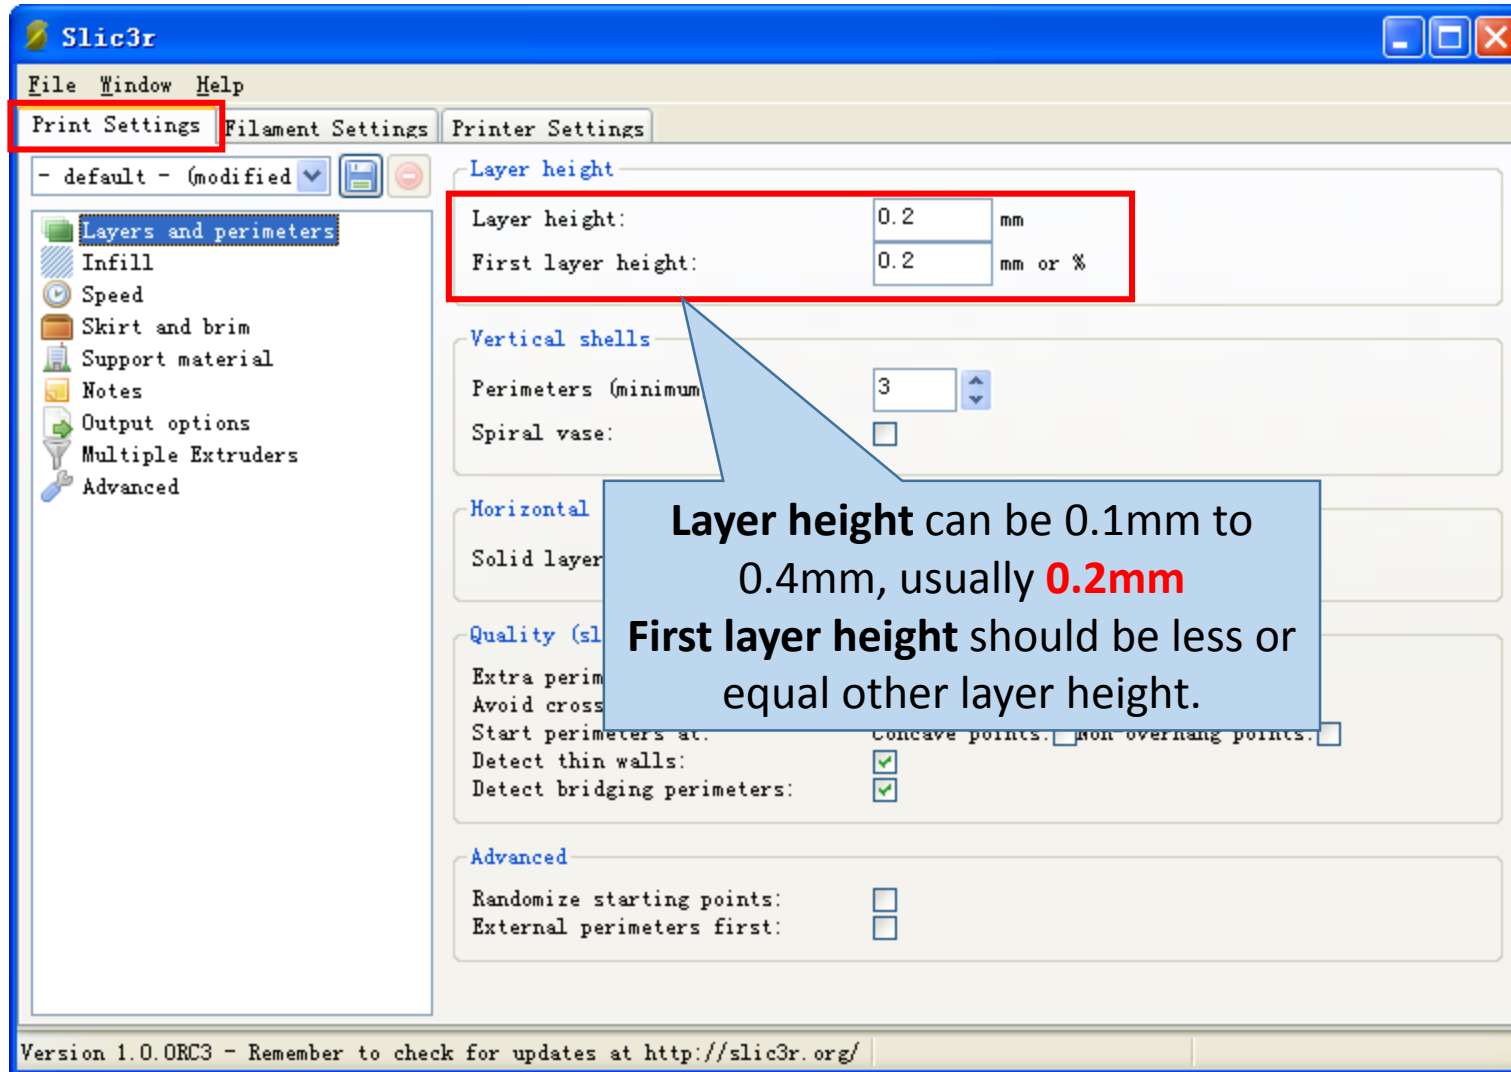 Slic3r
File Window Help
Print Settings Filament Settings Printer Settings
- default - (modified
Layers and perimeters
Infill
Speed
Skirt and brim
Support material
Notes
Output options
Multiple Extruders
Advanced
Layer height
Layer height: 0.2 mm
First layer height: 0.2 mm or %
Vertical shells
Perimeters (minimum 3
Spiral vase:
Horizontal
Solid layer
Quality (sl
Extra perim
Avoid cross
Start perimeters at: Concave points: Non-overhang points:
Detect thin walls:
Detect bridging perimeters:
Advanced
Randomize starting points:
External perimeters first:
Layer height can be 0.1mm to
0.4mm, usually 0.2mm
First layer height should be less or
equal other layer height.
Version 1.0.0RC3 - Remember to check for updates at http://slic3r.org/